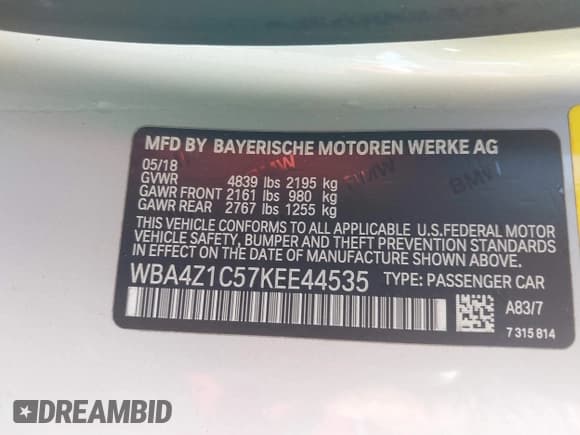 MFD BY BAYERISCHE MOTOREN WERKE AG
05/18
GVWR 4839 lbs 2195 kg
GAWR FRONT 2161 lbs 980 kg
GAWR REAR 2767 lbs 1255 kg
THIS VEHICLE CONFORMS TO ALL APPLICABLE U.S.FEDERAL MOTOR
VEHICLE SAFETY, BUMPER AND THEFT PREVENTION STANDARDS
IN EFFECT ON THE DATE OF MANUFACTURE SHOWN ABOVE.
WBA4Z1C57KEE44535 TYPE: PASSENGER CAR
A83/7
7 315 814
DREAMBID